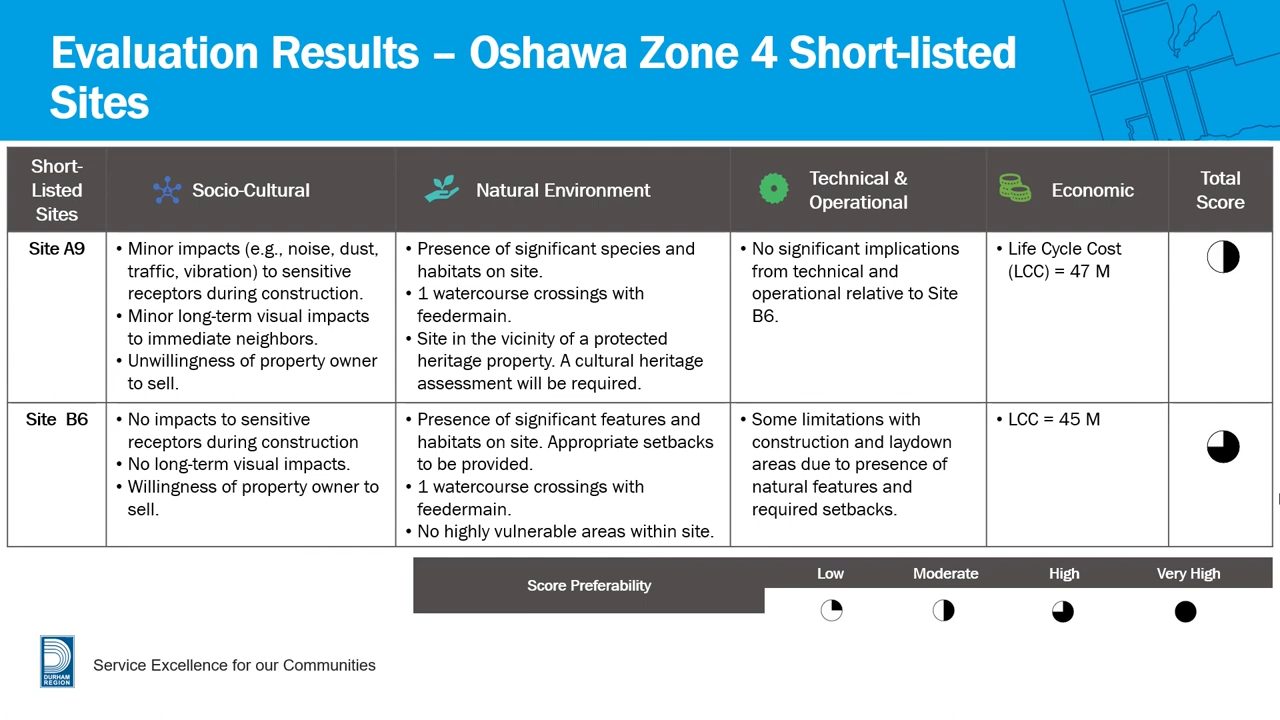 Evaluation Results – Oshawa Zone 4 Short-listed
Sites
Short-
Listed
Sites
Socio-Cultural
Natural Environment
Technical &
Operational
Economic
Total
Score
Site A9
• Minor impacts (e.g., noise, dust,
traffic, vibration) to sensitive
receptors during construction.
• Minor long-term visual impacts
to immediate neighbors.
• Unwillingness of property owner
to sell.
• Presence of significant species and
habitats on site.
• 1 watercourse crossings with
feedermain.
• Site in the vicinity of a protected
heritage property. A cultural heritage
assessment will be required.
• No significant implications
from technical and
operational relative to Site
B6.
• Life Cycle Cost
(LCC) = 47 M
Site B6
• No impacts to sensitive
receptors during construction
• No long-term visual impacts.
• Willingness of property owner to
sell.
• Presence of significant features and
habitats on site. Appropriate setbacks
to be provided.
• 1 watercourse crossings with
feedermain.
• No highly vulnerable areas within site.
• Some limitations with
construction and laydown
areas due to presence of
natural features and
required setbacks.
• LCC = 45 M
Score Preferability
Low
Moderate
High
Very High
DURHAM
REGION
Service Excellence for our Communities